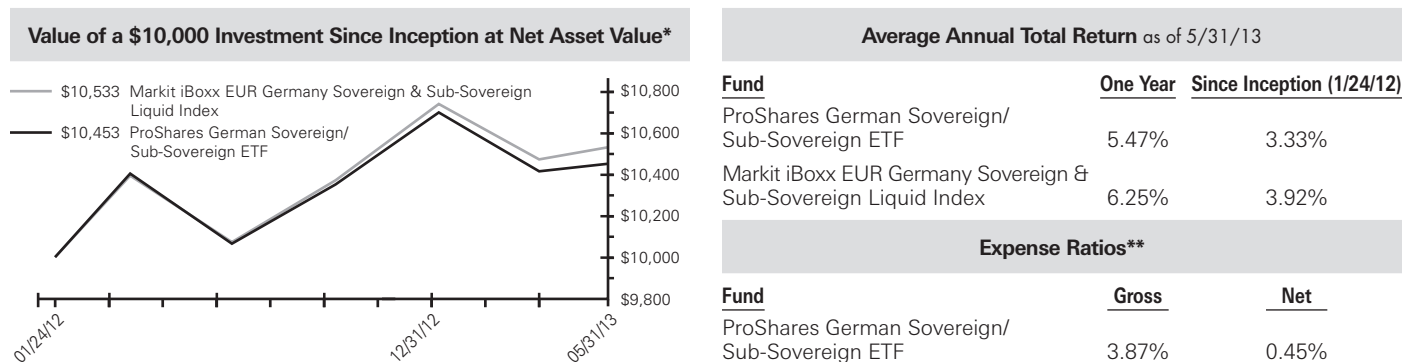 Value of a $10,000 Investment Since Inception at Net Asset Value*
$10,533 Markit iBoxx EUR Germany Sovereign & Sub-Sovereign
Liquid Index
$10,453 ProShares German Sovereign/
Sub-Sovereign ETF
$10,800
$10,600
$10,400
$10,200
$10,000
$9,800
01/24/12
12/31/12
05/31/13
Average Annual Total Return as of 5/31/13
Fund One Year Since Inception (1/24/12)
ProShares German Sovereign/
Sub-Sovereign ETF 5.47% 3.33%
Markit iBoxx EUR Germany Sovereign &
Sub-Sovereign Liquid Index 6.25% 3.92%
Expense Ratios**
Fund Gross Net
ProShares German Sovereign/
Sub-Sovereign ETF 3.87% 0.45%